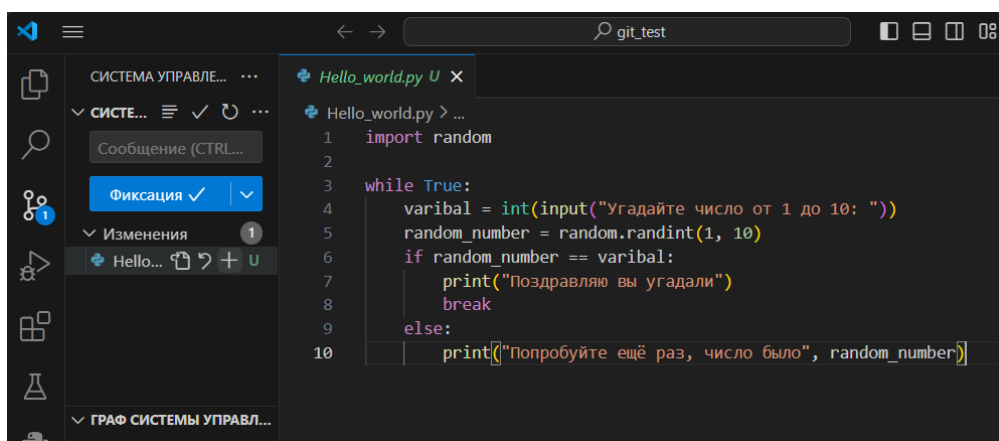 git_test
СИСТЕМА УПРАВЛЕ... ...
Hello_world.py U
СИСТЕ...
Hello_world.py > ...
Сообщение (CTRL...
Фиксация
Изменения 1
Hello... U
1
1 import random
2
3 while True:
4 varibal = int(input("Угадайте число от 1 до 10: "))
5 random_number = random.randint(1, 10)
6 if random_number == varibal:
7 print("Поздравляю вы угадали")
8 break
9 else:
10 print("Попробуйте ещё раз, число было", random_number)
ГРАФ СИСТЕМЫ УПРАВЛ...